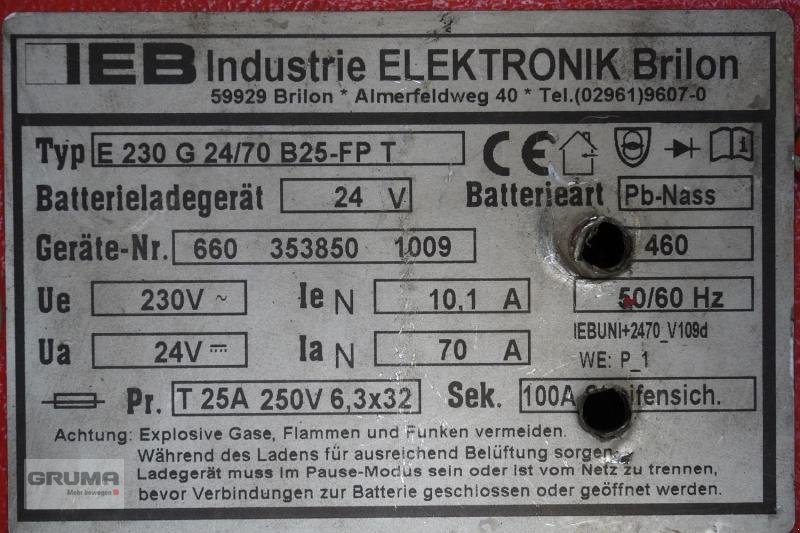 IEB Industrie ELEKTRONIK Brilon
59929 Brilon * Almerfeldweg 40 * Tel.(02961)9607-0
Typ E 230 G 24/70 B25-FP T CE
Batterieladegerät 24 V Batterieart Pb-Nass
Geräte-Nr. 660 353850 1009 460
Ue 230V ~ Ie N 10,1 A 50/60 Hz
IEBUNI+2470_V109d
Ua 24V Ia N 70 A WE: P_1
Pr. T 25A 250V 6,3x32 Sek. 100A
Achtung: Explosive Gase, Flammen und Funken vermeiden.
Während des Ladens für ausreichend Belüftung sorgen.
Ladegerät muss im Pause-Modus sein oder ist vom Netz zu trennen,
bevor Verbindungen zur Batterie geschlossen oder geöffnet werden.
GRUMA
Mehr bewegen